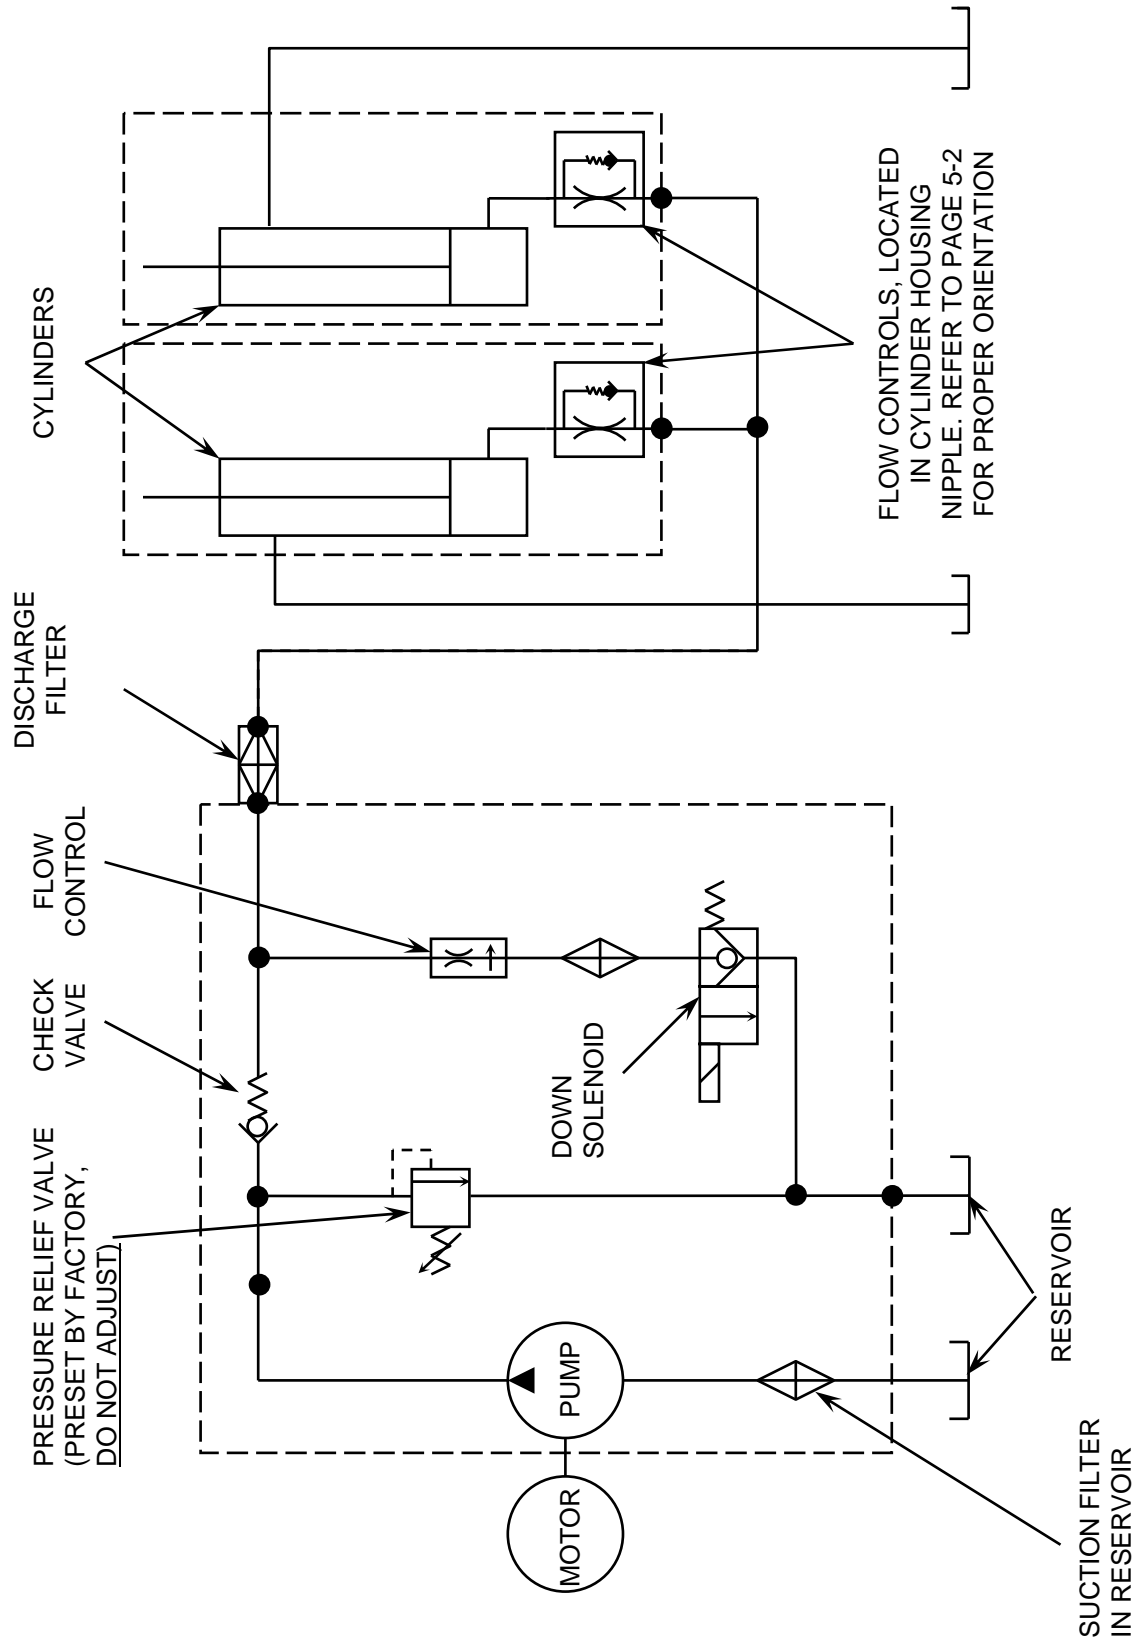 PRESSURE RELIEF VALVE
(PRESET BY FACTORY,
DO NOT ADJUST)
CHECK
VALVE
FLOW
CONTROL
DISCHARGE
FILTER
CYLINDERS
MOTOR
PUMP
DOWN
SOLENOID
FLOW CONTROLS, LOCATED
IN CYLINDER HOUSING
NIPPLE. REFER TO PAGE 5-2
FOR PROPER ORIENTATION
SUCTION FILTER
IN RESERVOIR
RESERVOIR